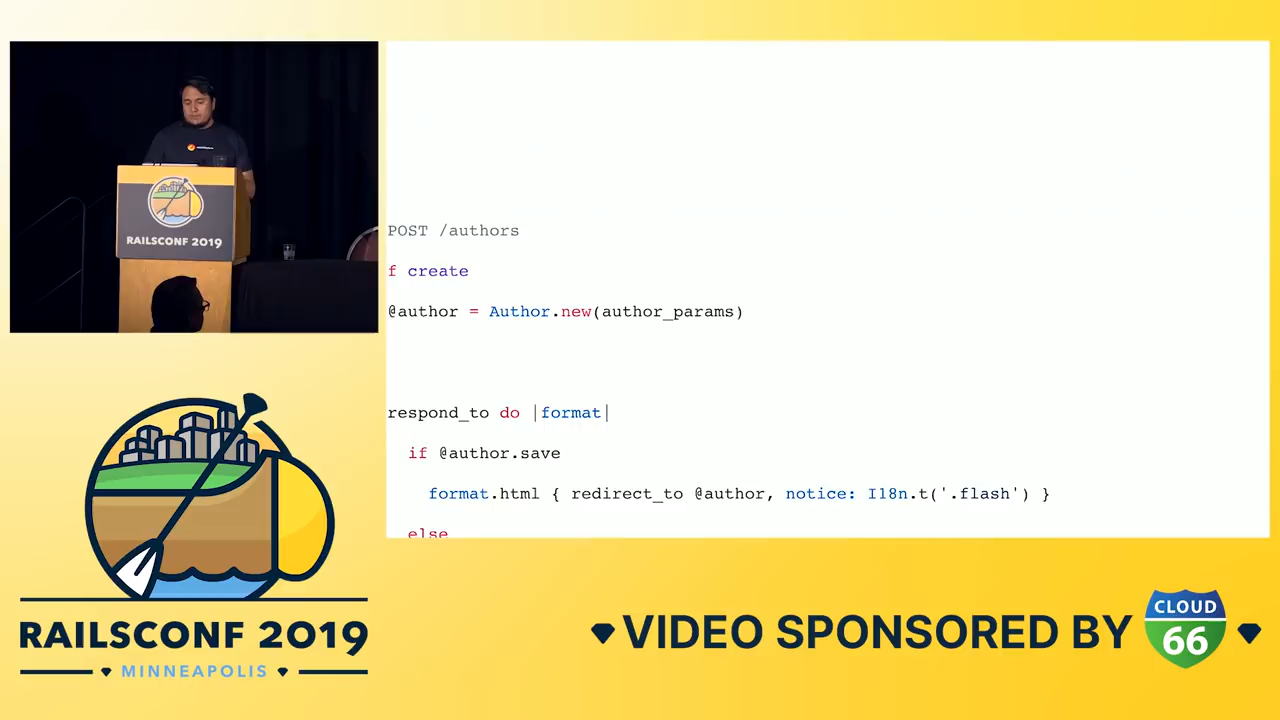 RAILSCONF 2019
POST /authors
f create
@author = Author.new(author_params)
respond_to do |format|
if @author.save
format.html { redirect_to @author, notice: I18n.t('.flash') }
else
RAILSCONF 2019
MINNEAPOLIS
VIDEO SPONSORED BY
CLOUD
66